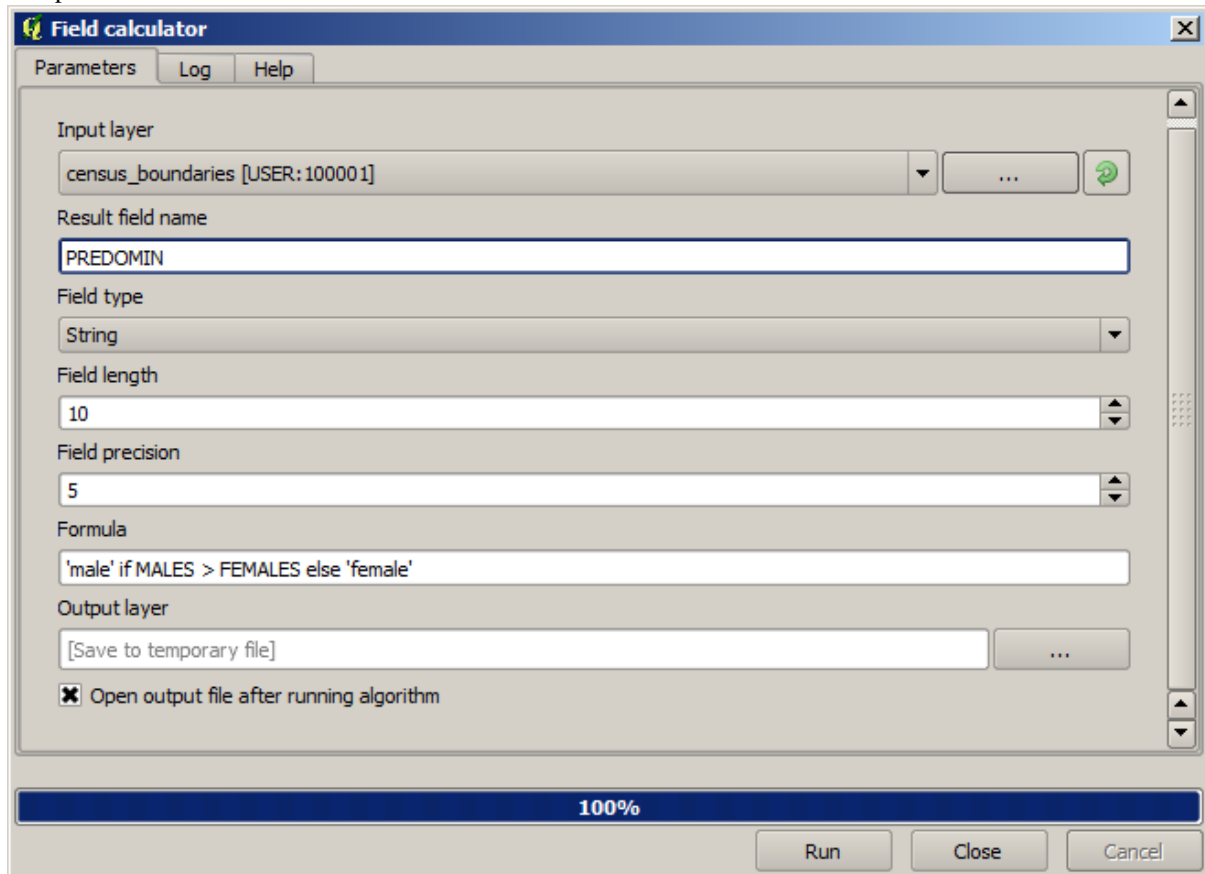 Field calculator
Parameters Log Help
Input layer
census_boundaries [USER:100001] ...
Result field name
PREDOMIN
Field type
String
Field length
10
Field precision
5
Formula
'male' if MALES > FEMALES else 'female'
Output layer
[Save to temporary file] ...
Open output file after running algorithm
100%
Run Close Cancel